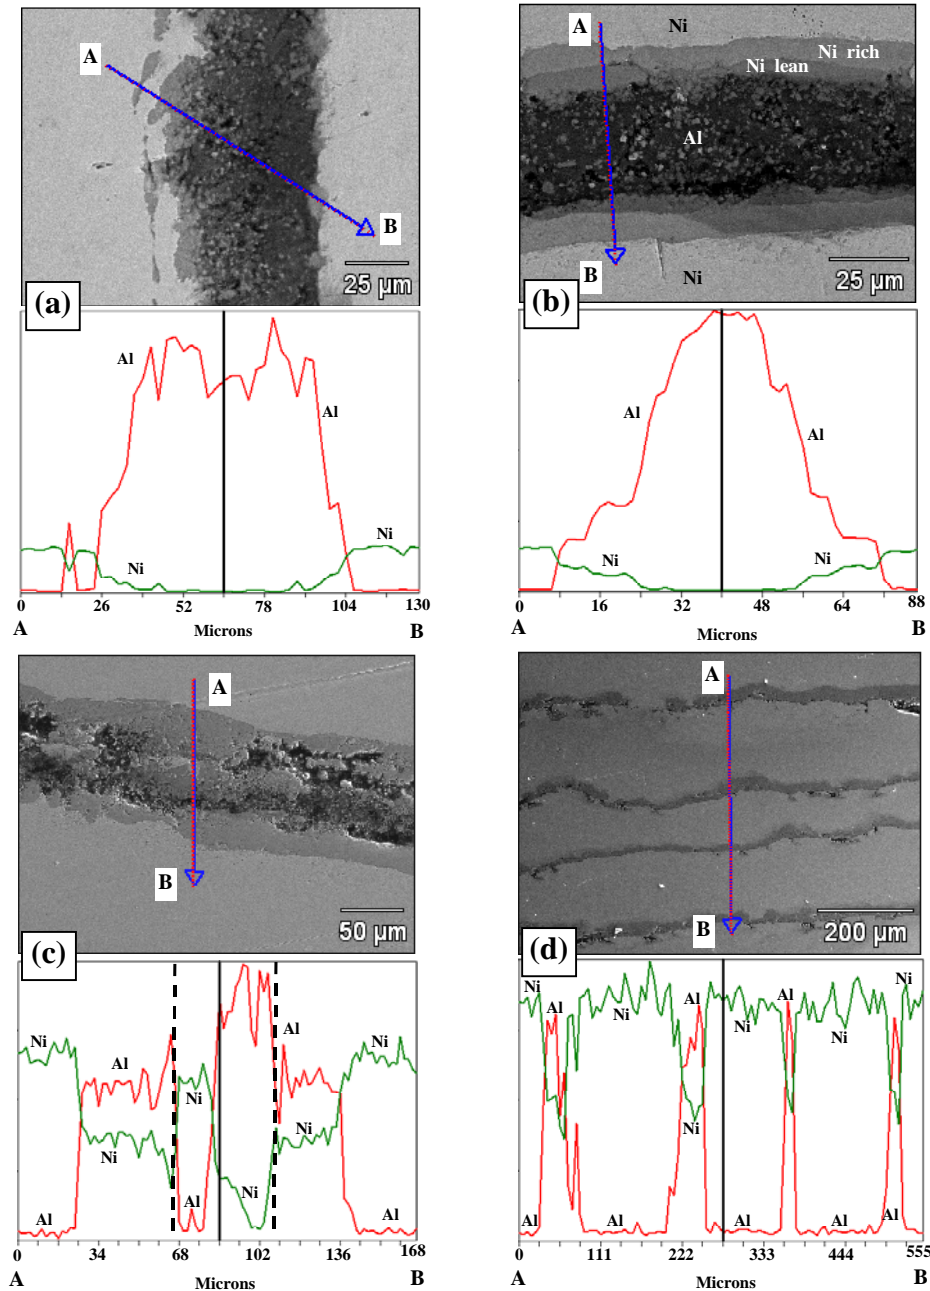 A
B
25 µm
(a)
A
Ni
Ni rich
Ni lean
Al
B
Ni
25 µm
(b)
Al
Al
Ni
Ni
0 26 52 78 104 130
A Microns B
Al
Al
Ni
Ni
0 16 32 48 64 88
A Microns B
A
B
50 µm
(c)
A
B
200 µm
(d)
Ni
Al
Al
Ni
Ni
Ni
Ni
Ni
Al
Al
Al
0 34 68 102 136 168
A Microns B
Ni
Al
Al
Al
Ni
Ni
Ni
Ni
Ni
Al
Al
Al
Al
Al
0 111 222 333 444 555
A Microns B